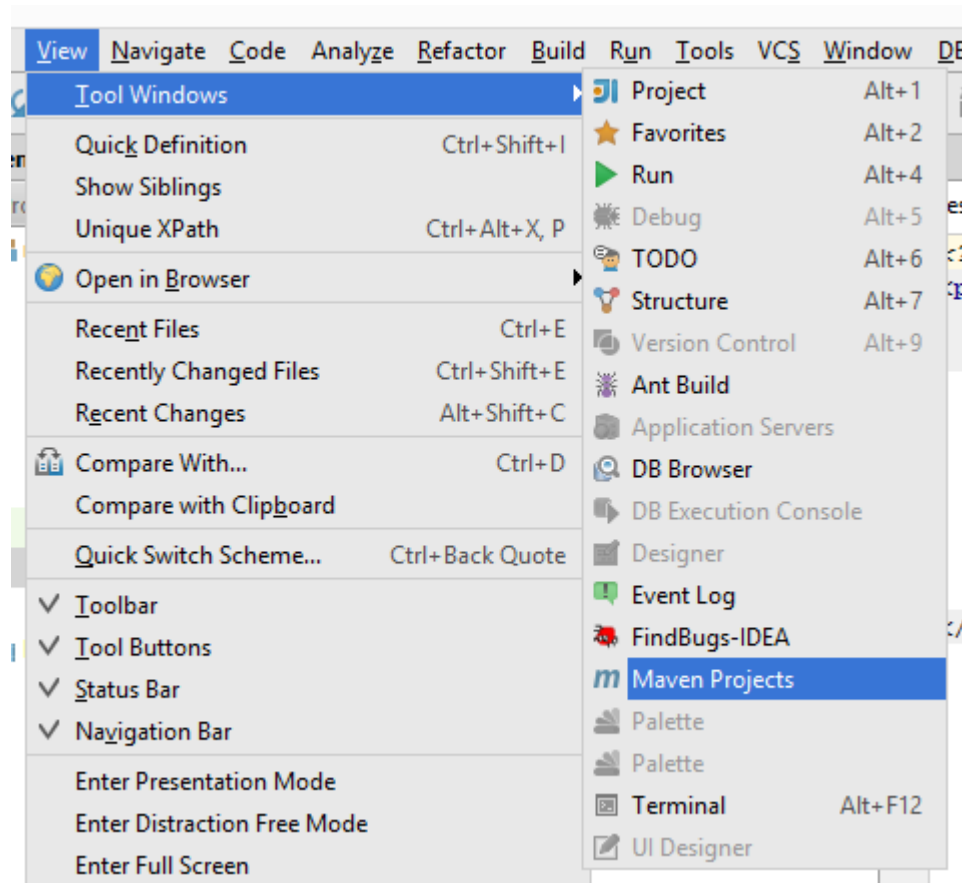 View Navigate Code Analyze Refactor Build Run Tools VCS Window
Tool Windows
Quick Definition Ctrl+Shift+I
Show Siblings
Unique XPath Ctrl+Alt+X, P
Open in Browser
Recent Files Ctrl+E
Recently Changed Files Ctrl+Shift+E
Recent Changes Alt+Shift+C
Compare With... Ctrl+D
Compare with Clipboard
Quick Switch Scheme... Ctrl+Back Quote
Toolbar
Tool Buttons
Status Bar
Navigation Bar
Enter Presentation Mode
Enter Distraction Free Mode
Enter Full Screen
Project Alt+1
Favorites Alt+2
Run Alt+4
Debug Alt+5
TODO Alt+6
Structure Alt+7
Version Control Alt+9
Ant Build
Application Servers
DB Browser
DB Execution Console
Designer
Event Log
FindBugs-IDEA
Maven Projects
Palette
Palette
Terminal Alt+F12
UI Designer